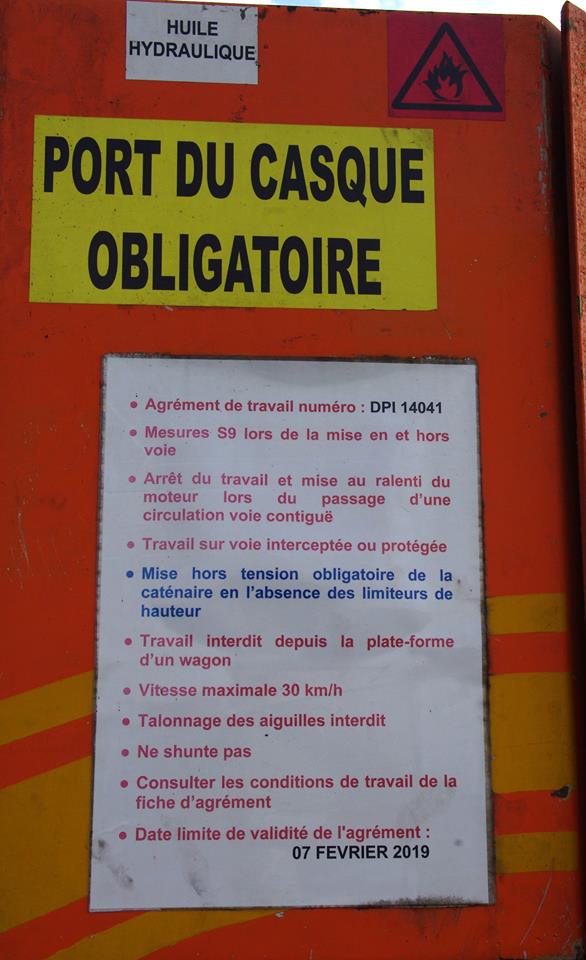 HUILE
HYDRAULIQUE
PORT DU CASQUE
OBLIGATOIRE
• Agrément de travail numéro : DPI 14041
• Mesures S9 lors de la mise en et hors
voie
• Arrêt du travail et mise au ralenti du
moteur lors du passage d'une
circulation voie contiguë
• Travail sur voie interceptée ou protégée
• Mise hors tension obligatoire de la
caténaire en l'absence des limiteurs de
hauteur
• Travail interdit depuis la plate-forme
d'un wagon
• Vitesse maximale 30 km/h
• Talonnage des aiguilles interdit
• Ne shunte pas
• Consulter les conditions de travail de la
fiche d'agrément
• Date limite de validité de l'agrément :
07 FEVRIER 2019